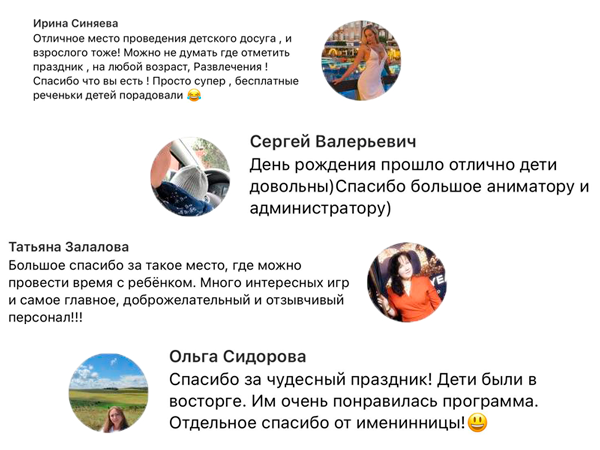 Ирина Синяева
Отличное место проведения детского досуга , и
взрослого тоже! Можно не думать где отметить
праздник , на любой возраст, Развлечения !
Спасибо что вы есть ! Просто супер , бесплатные
реченьки детей порадовали 😂
Сергей Валерьевич
День рождения прошло отлично дети
довольны)Спасибо большое аниматору и
администратору)
Татьяна Залалова
Большое спасибо за такое место, где можно
провести время с ребёнком. Много интересных игр
и самое главное, доброжелательный и отзывчивый
персонал!!!
Ольга Сидорова
Спасибо за чудесный праздник! Дети были в
восторге. Им очень понравилась программа.
Отдельное спасибо от именинницы!😃